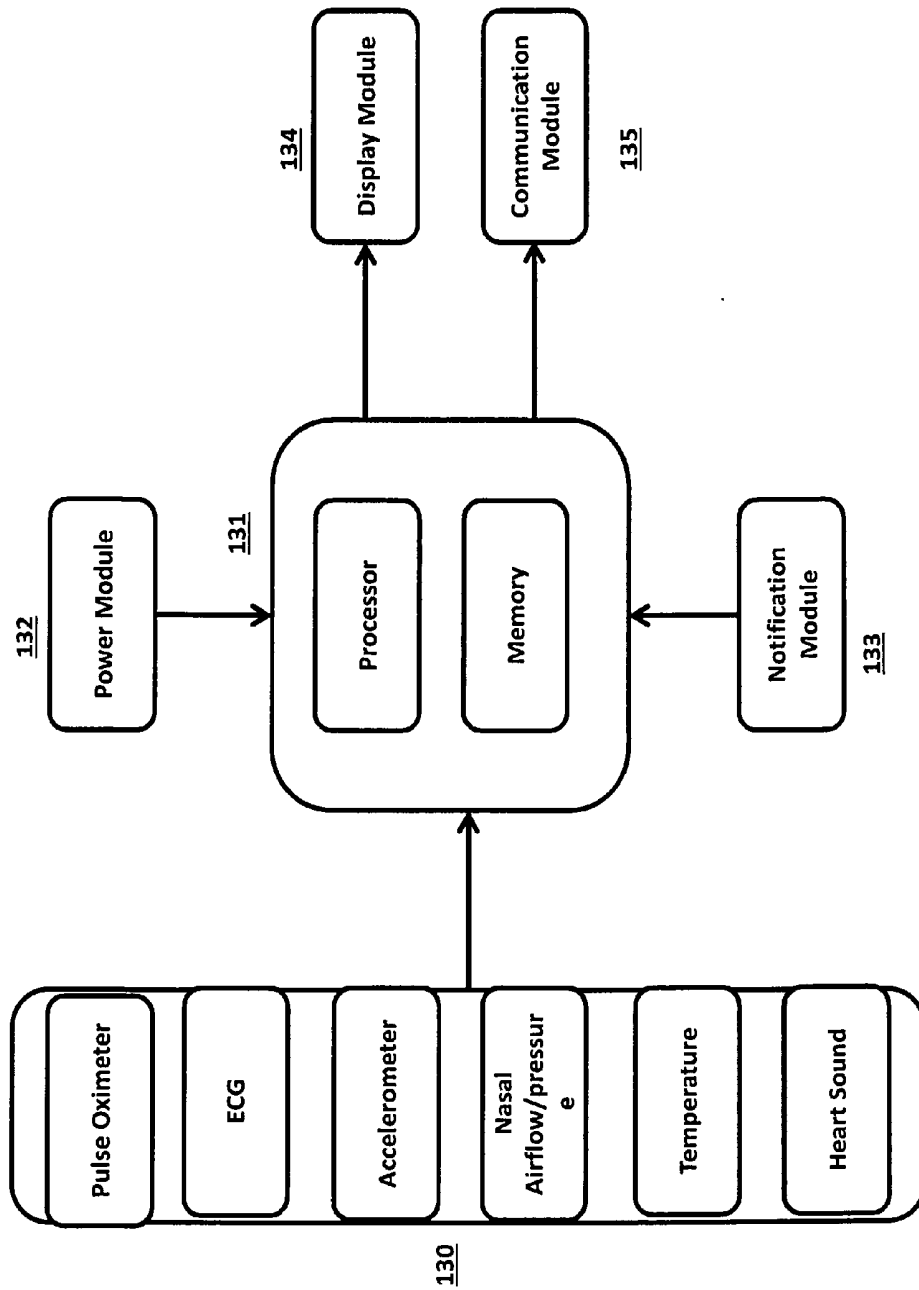 130
Pulse Oximeter
ECG
Accelerometer
Nasal
Airflow/pressur
e
Temperature
Heart Sound
132
Power Module
131
Processor
Memory
Notification
Module
133
134
Display Module
Communication
Module
135